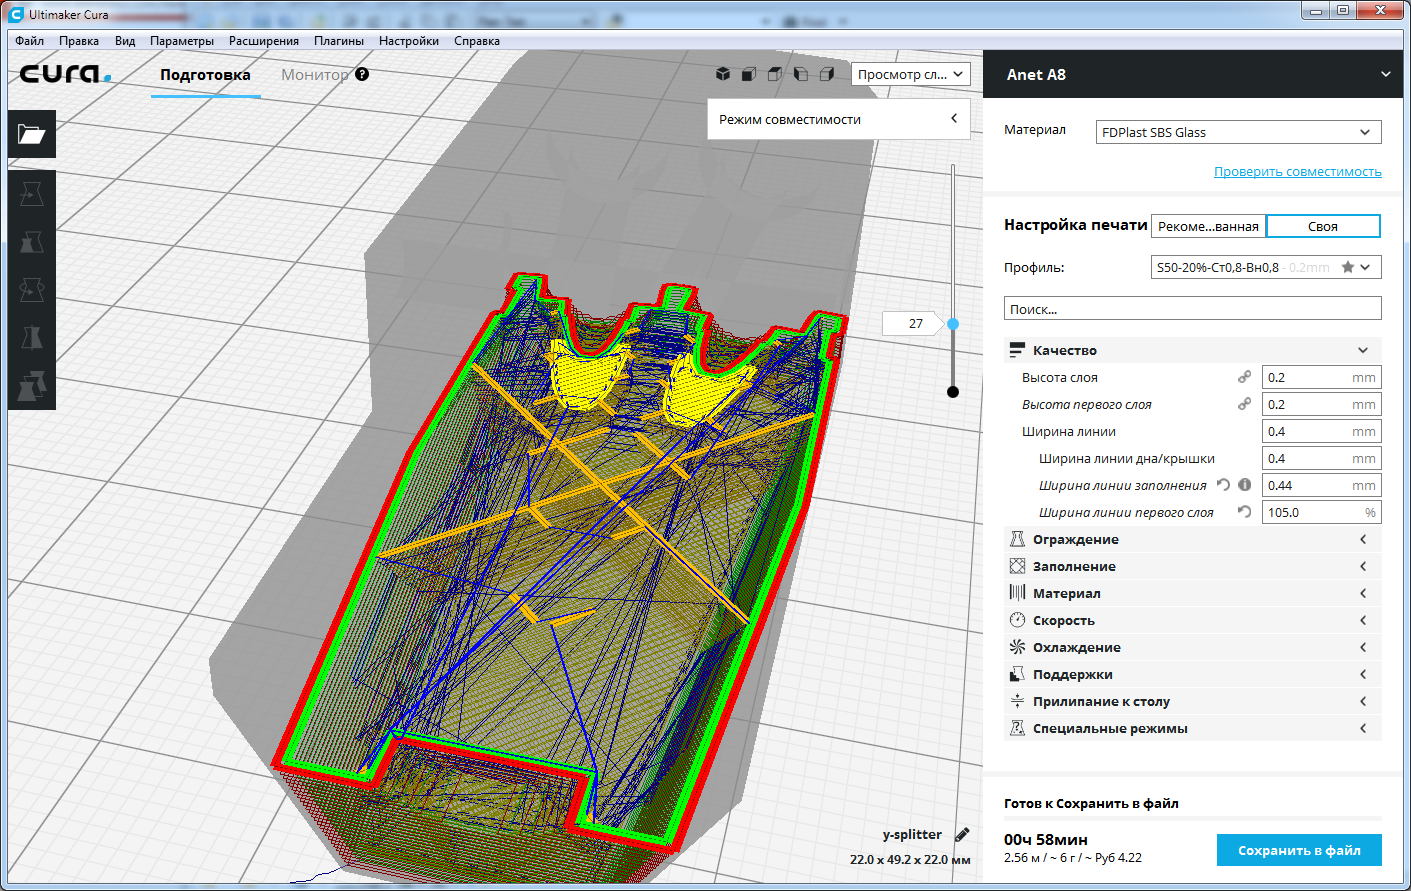 Ultimaker Cura
Файл Правка Вид Параметры Расширения Плагины Настройки Справка
cura.
Подготовка Монитор ?
Просмотр сл...
Режим совместимости
27
y-splitter
22.0 x 49.2 x 22.0 мм
Anet A8
Материал FDPlast SBS Glass
Проверить совместимость
Настройка печати Рекоме...ванная Своя
Профиль: S50-20%-Ст0,8-Вн0,8 - 0.2mm
Поиск...
Качество
Высота слоя 0.2 mm
Высота первого слоя 0.2 mm
Ширина линии 0.4 mm
Ширина линии дна/крышки 0.4 mm
Ширина линии заполнения 0.44 mm
Ширина линии первого слоя 105.0 %
Ограждение
Заполнение
Материал
Скорость
Охлаждение
Поддержки
Прилипание к столу
Специальные режимы
Готов к Сохранить в файл
00ч 58мин
2.56 м / ~ 6 г / ~ Руб 4.22
Сохранить в файл